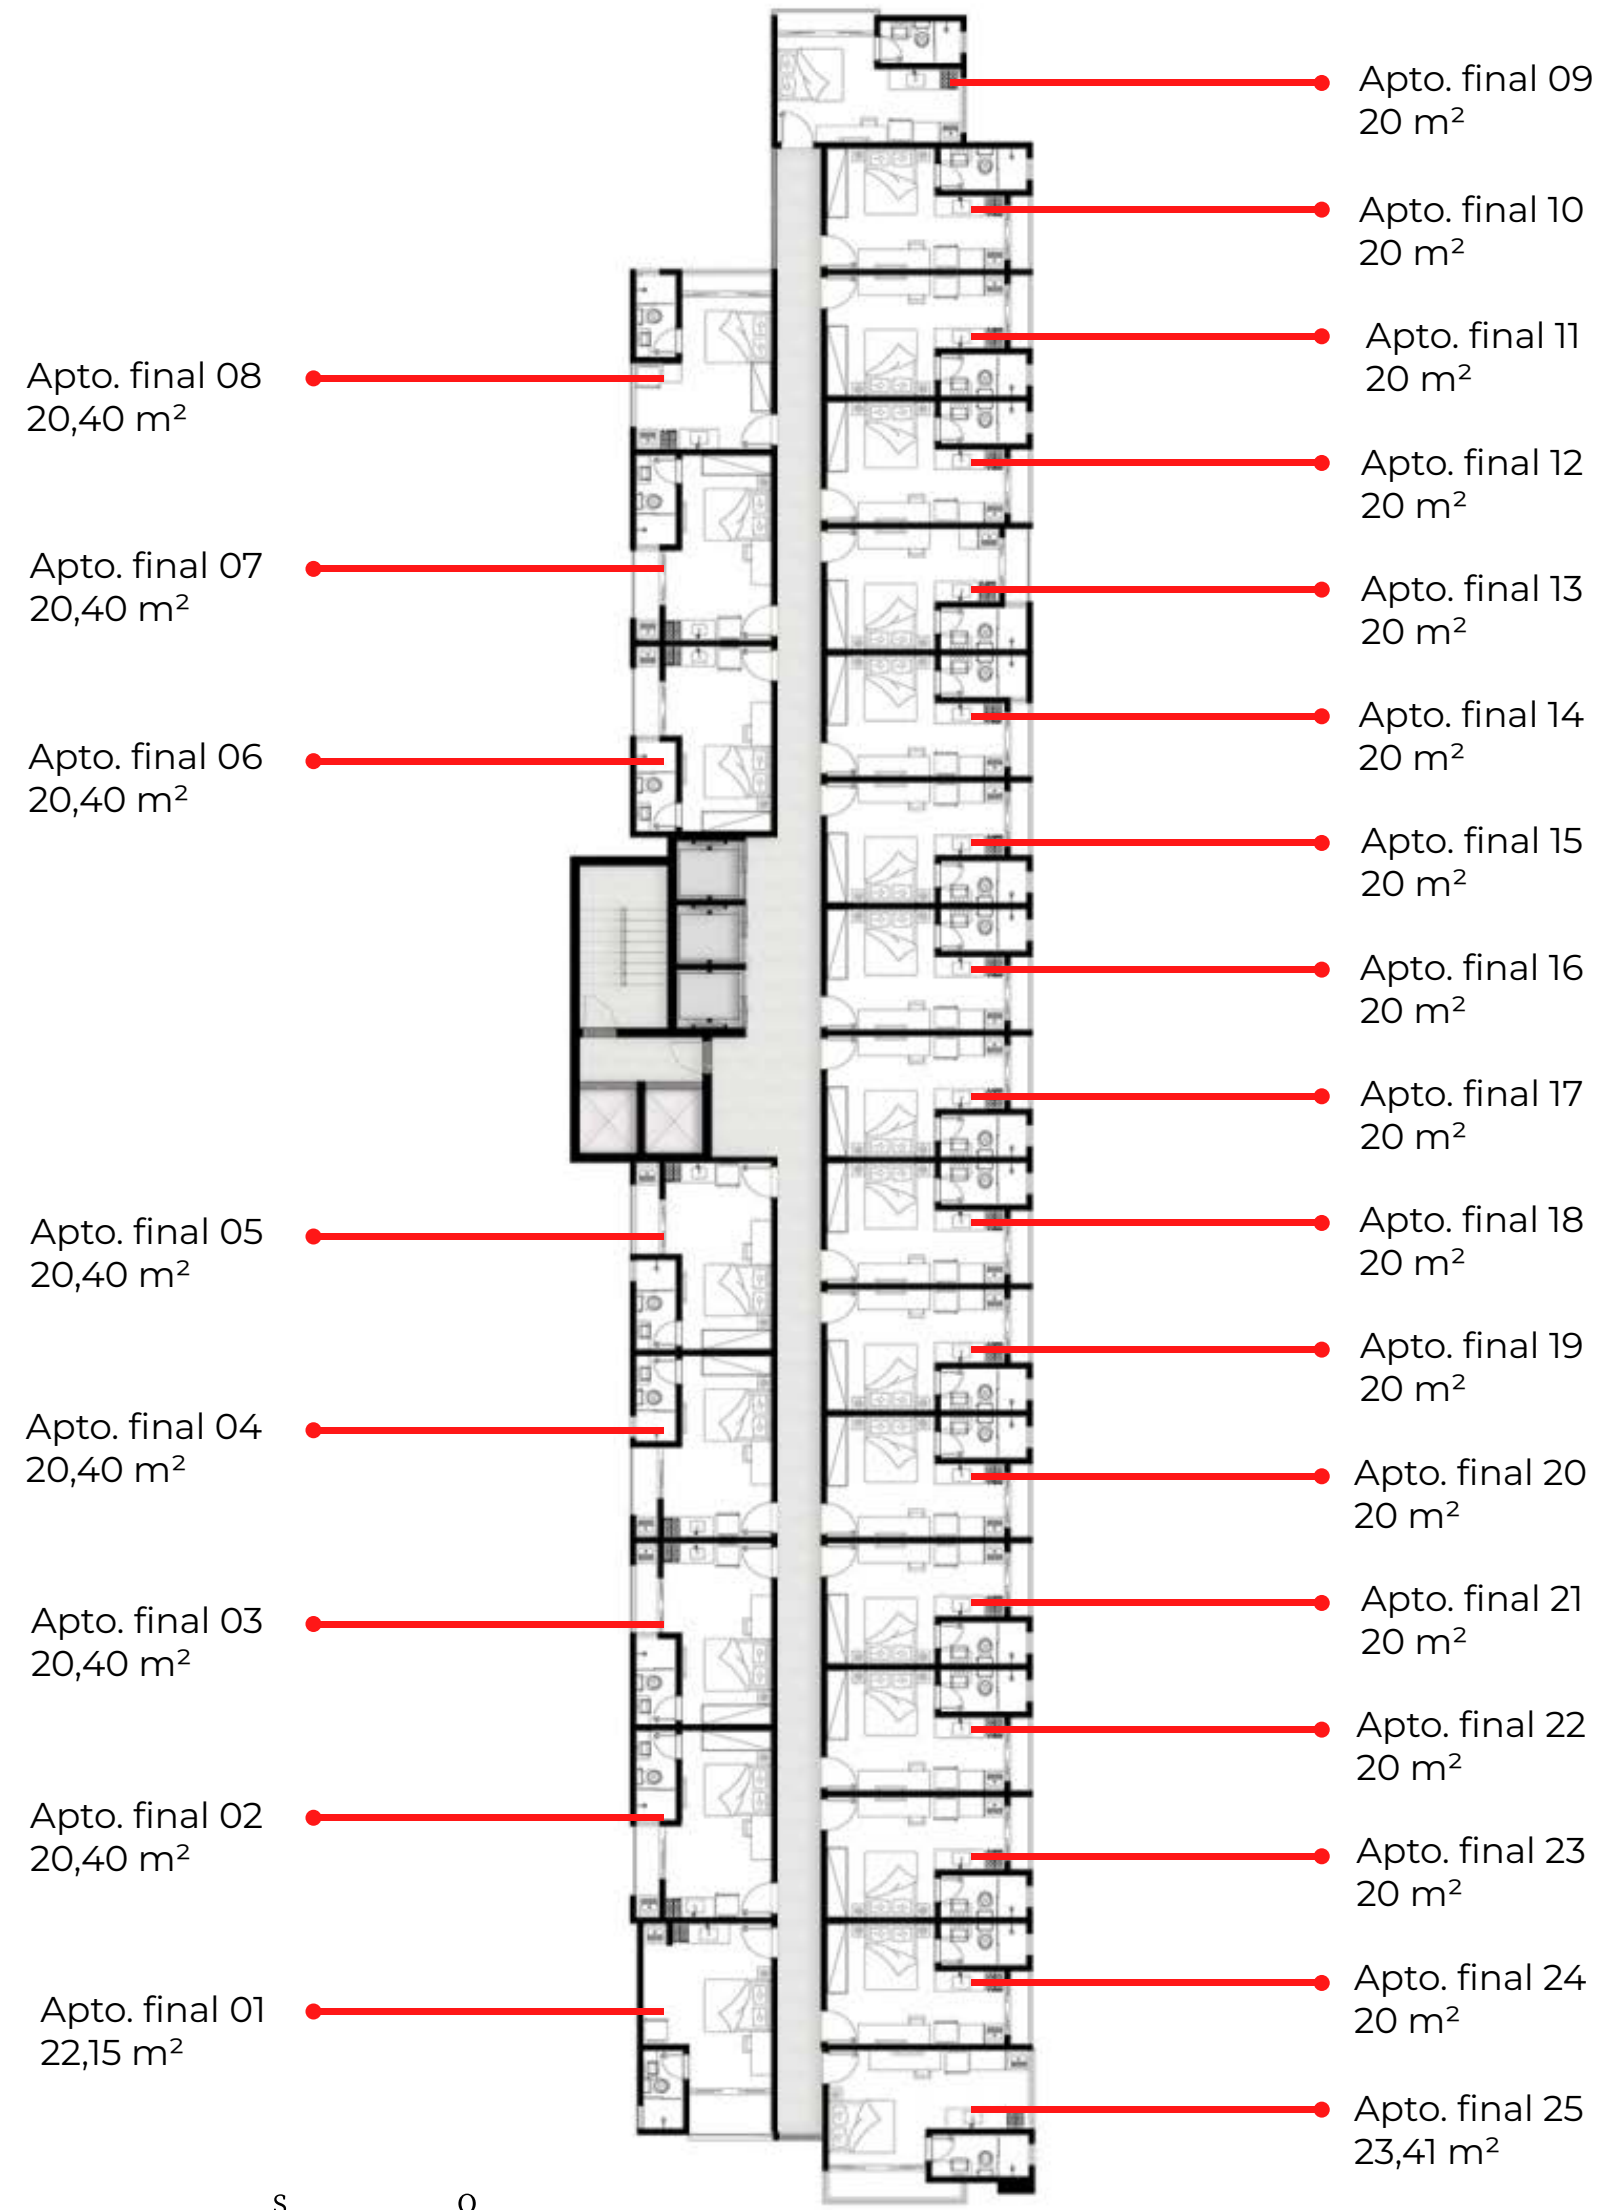 Apto. final 09
20 m²
Apto. final 10
20 m²
Apto. final 11
20 m²
Apto. final 12
20 m²
Apto. final 13
20 m²
Apto. final 14
20 m²
Apto. final 15
20 m²
Apto. final 16
20 m²
Apto. final 17
20 m²
Apto. final 18
20 m²
Apto. final 19
20 m²
Apto. final 20
20 m²
Apto. final 21
20 m²
Apto. final 22
20 m²
Apto. final 23
20 m²
Apto. final 24
20 m²
Apto. final 25
23,41 m²
Apto. final 08
20,40 m²
Apto. final 07
20,40 m²
Apto. final 06
20,40 m²
Apto. final 05
20,40 m²
Apto. final 04
20,40 m²
Apto. final 03
20,40 m²
Apto. final 02
20,40 m²
Apto. final 01
22,15 m²
S O